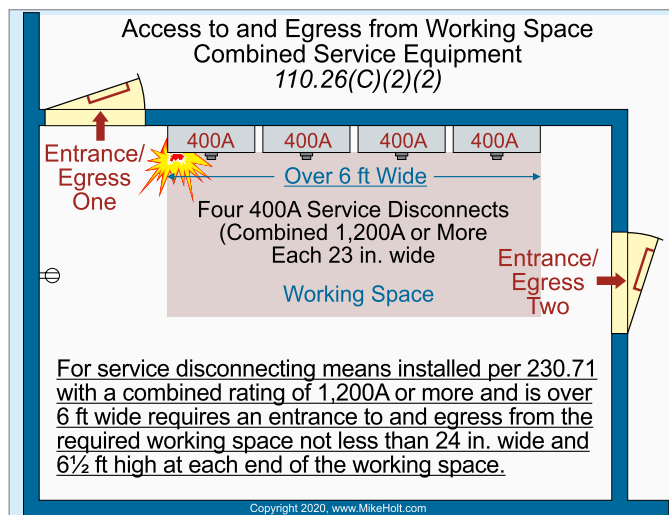 Access to and Egress from Working Space
Combined Service Equipment
110.26(C)(2)(2)
400A
400A
400A
400A
Entrance/
Egress
One
Over 6 ft Wide
Four 400A Service Disconnects
(Combined 1,200A or More
Each 23 in. wide
Working Space
Entrance/
Egress
Two
For service disconnecting means installed per 230.71
with a combined rating of 1,200A or more and is over
6 ft wide requires an entrance to and egress from the
required working space not less than 24 in. wide and
6½ ft high at each end of the working space.
Copyright 2020, www.MikeHolt.com